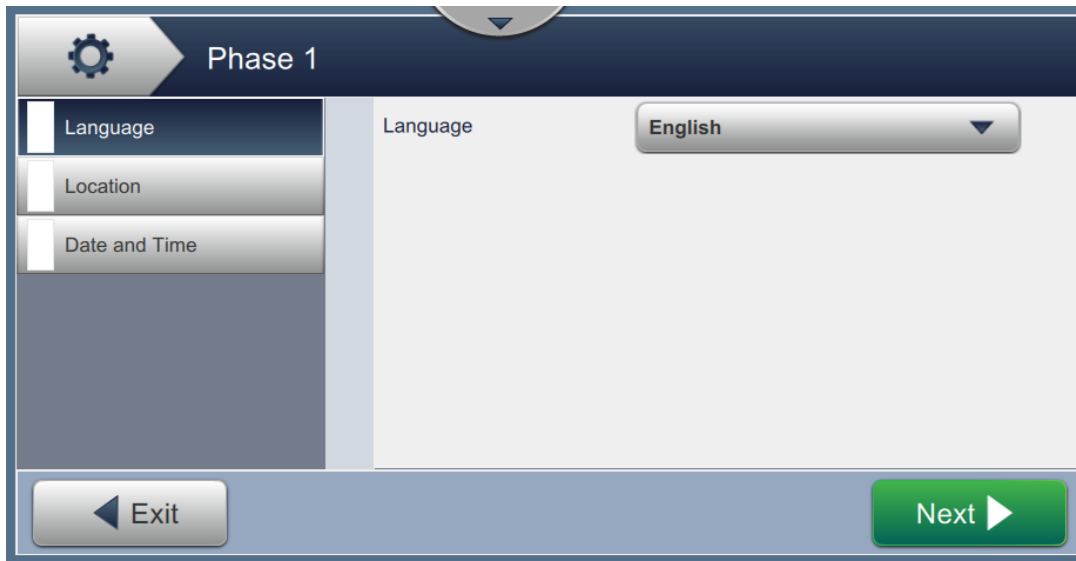 Phase 1
Language
Location
Date and Time
Language
English
Exit
Next